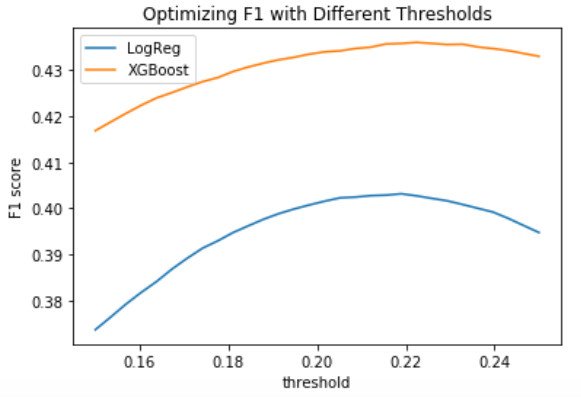 Optimizing F1 with Different Thresholds
LogReg
XGBoost
F1 score
0.43
0.42
0.41
0.40
0.39
0.38
0.16 0.18 0.20 0.22 0.24
threshold